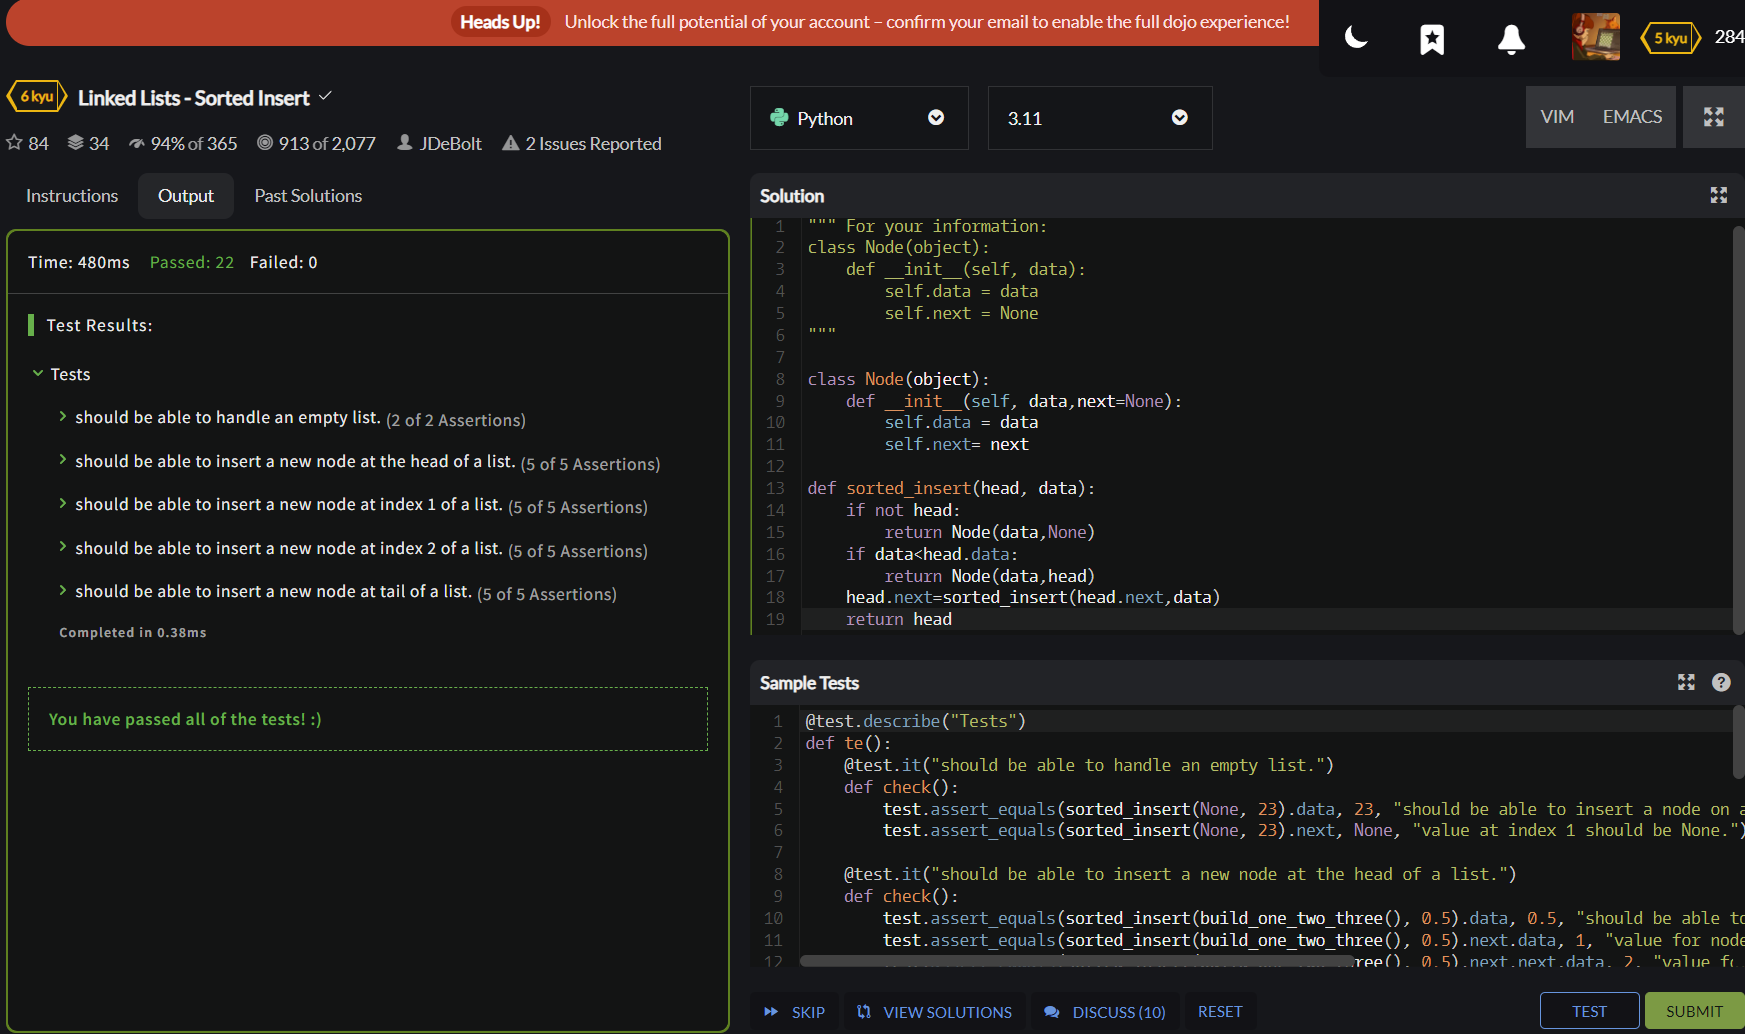 Heads Up! Unlock the full potential of your account – confirm your email to enable the full dojo experience!
5 kyu 284
6 kyu Linked Lists - Sorted Insert
84 34 94% of 365 913 of 2,077 JDeBolt 2 Issues Reported
Instructions Output Past Solutions
Time: 480ms Passed: 22 Failed: 0
Test Results:
Tests
should be able to handle an empty list. (2 of 2 Assertions)
should be able to insert a new node at the head of a list. (5 of 5 Assertions)
should be able to insert a new node at index 1 of a list. (5 of 5 Assertions)
should be able to insert a new node at index 2 of a list. (5 of 5 Assertions)
should be able to insert a new node at tail of a list. (5 of 5 Assertions)
Completed in 0.38ms
You have passed all of the tests! :)
Python 3.11 VIM EMACS
Solution
1 """ For your information:
2 class Node(object):
3     def __init__(self, data):
4         self.data = data
5         self.next = None
6 """
7
8 class Node(object):
9     def __init__(self, data,next=None):
10         self.data = data
11         self.next= next
12
13 def sorted_insert(head, data):
14     if not head:
15         return Node(data,None)
16     if data<head.data:
17         return Node(data,head)
18     head.next=sorted_insert(head.next,data)
19     return head
Sample Tests ?
1 @test.describe("Tests")
2 def te():
3     @test.it("should be able to handle an empty list.")
4     def check():
5         test.assert_equals(sorted_insert(None, 23).data, 23, "should be able to insert a node on a
6         test.assert_equals(sorted_insert(None, 23).next, None, "value at index 1 should be None.")
7
8     @test.it("should be able to insert a new node at the head of a list.")
9     def check():
10         test.assert_equals(sorted_insert(build_one_two_three(), 0.5).data, 0.5, "should be able to
11         test.assert_equals(sorted_insert(build_one_two_three(), 0.5).next.data, 1, "value for node
12 ree(), 0.5).next.next.data, 2, "value fo
SKIP VIEW SOLUTIONS DISCUSS (10) RESET TEST SUBMIT